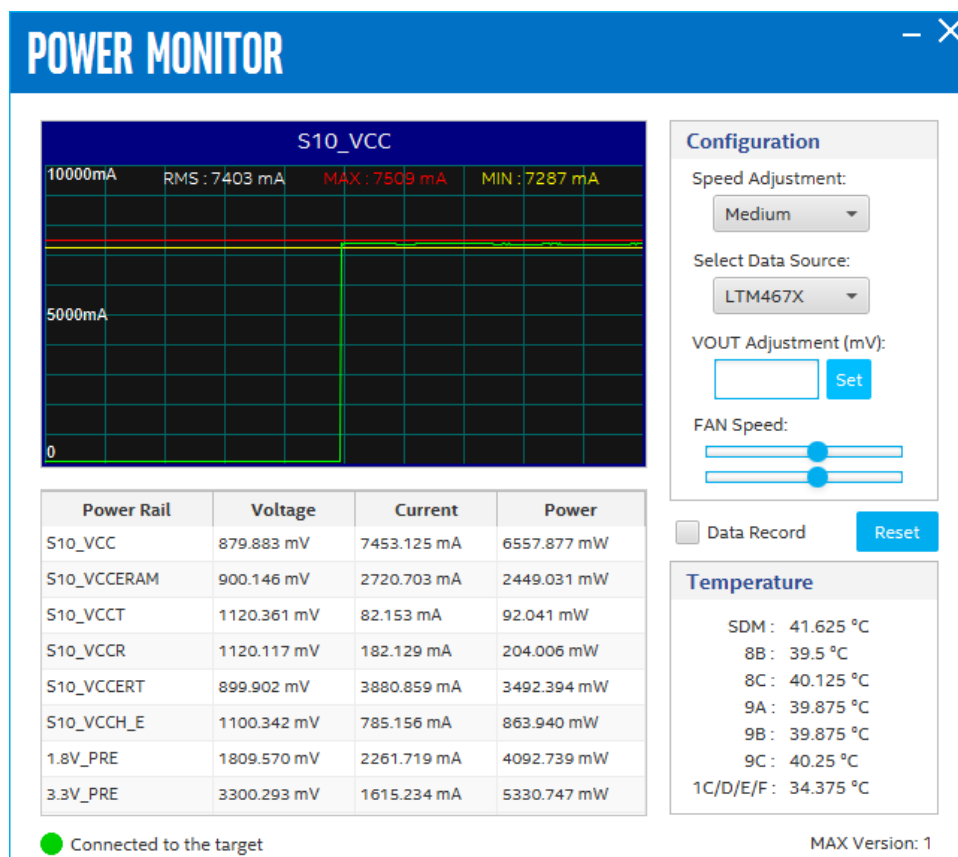 POWER MONITOR
S10_VCC
10000mA RMS : 7403 mA MAX : 7509 mA MIN : 7287 mA
5000mA
0
Power Rail Voltage Current Power
S10_VCC 879.883 mV 7453.125 mA 6557.877 mW
S10_VCCERAM 900.146 mV 2720.703 mA 2449.031 mW
S10_VCCT 1120.361 mV 82.153 mA 92.041 mW
S10_VCCR 1120.117 mV 182.129 mA 204.006 mW
S10_VCCERT 899.902 mV 3880.859 mA 3492.394 mW
S10_VCCH_E 1100.342 mV 785.156 mA 863.940 mW
1.8V_PRE 1809.570 mV 2261.719 mA 4092.739 mW
3.3V_PRE 3300.293 mV 1615.234 mA 5330.747 mW
Configuration
Speed Adjustment:
Medium
Select Data Source:
LTM467X
VOUT Adjustment (mV):
Set
FAN Speed:
Data Record Reset
Temperature
SDM : 41.625 °C
8B : 39.5 °C
8C : 40.125 °C
9A : 39.875 °C
9B : 39.875 °C
9C : 40.25 °C
1C/D/E/F : 34.375 °C
Connected to the target
MAX Version: 1